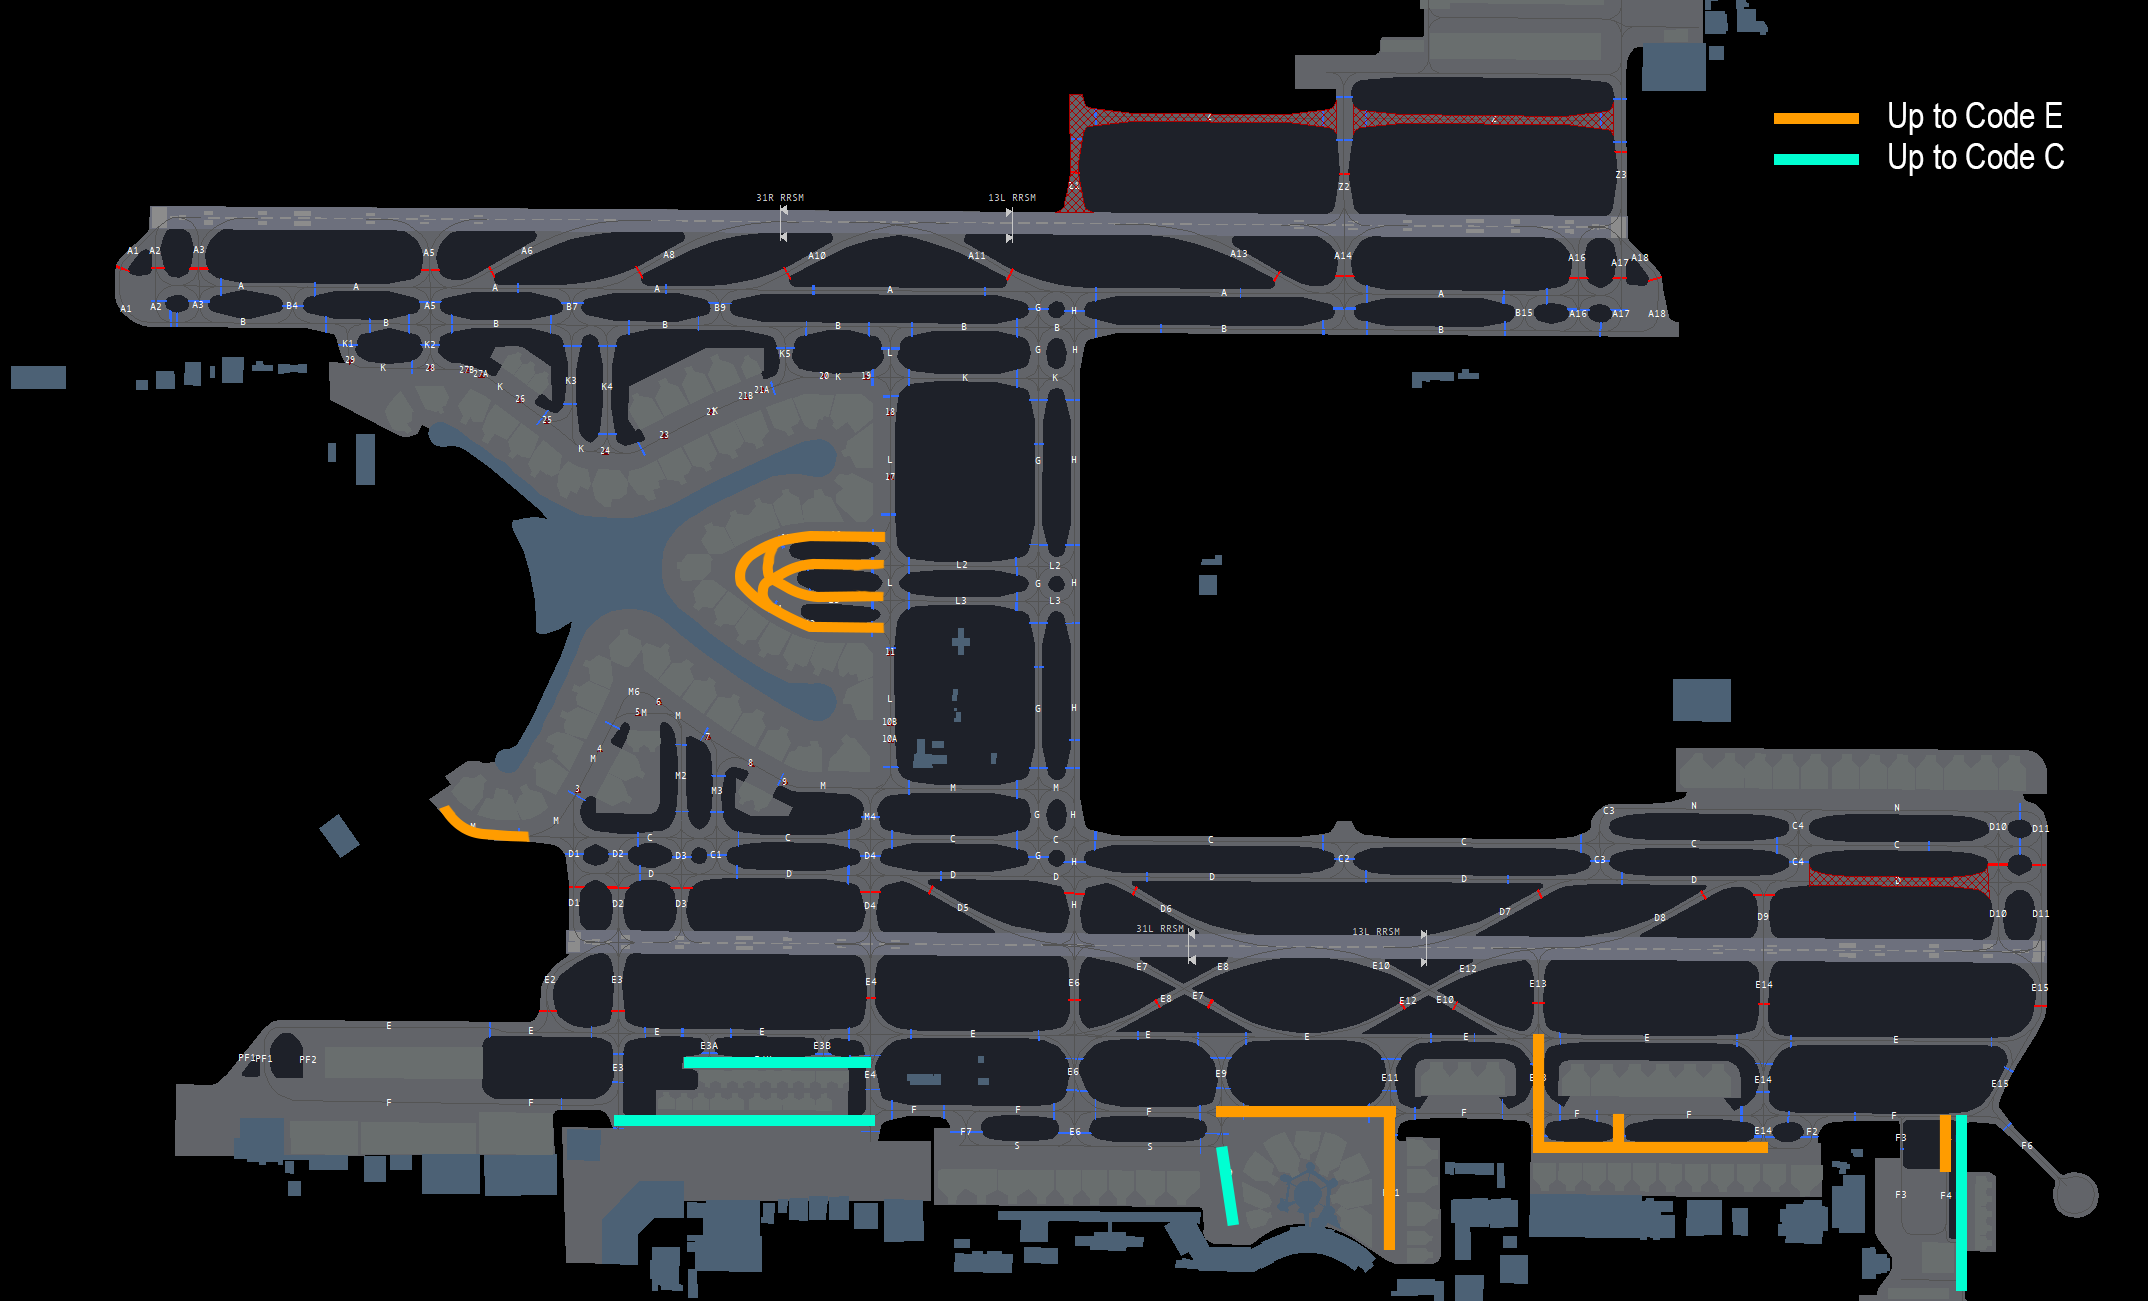 Up to Code E
Up to Code C
Z2
Z3
31R RRSM
13L RRSM
A1 A2 A3 A5 A6 A8 A10 A11 A13 A14 A16 A17 A18
A A A A A A A
A1 A2 A3 B4 A5 B7 B9 G H B15 A16 A17 A18
B B B B B B B B B
K1 K2 K5 L G H
29 K 28 27B 27A K 26 25 K3 K4 20 K 19 K K
21A 21B K 23 18
K 24
L G H
17
L2 L2
L G H
L3 L3
11
M6 6
5 M M
L G H
10B
10A
7
4
M
8
M2
9
3
M3
M M M
M4 G H
M
C C C C C C
C3 N N
C4 D10 D11
C C
D1 D2 D3 C1 D4 G H C2 C3 C4
D D D D D D D D
D1 D2 D3 D4 D5 H D6 D7 D8 D9 D10 D11
31L RRSM
13L RRSM
E2 E3 E4 E6 E7 E8 E10 E12 E13 E14 E15
E8 E7 E12 E10
E E E E E E E E E E
PF1 PF1 PF2 E3A E3B
E3 E4 E6 E9 E11 E14 E15
F F F F F F F F F
F7 E6 E14 F2 F3 F6
S S
F3 F4